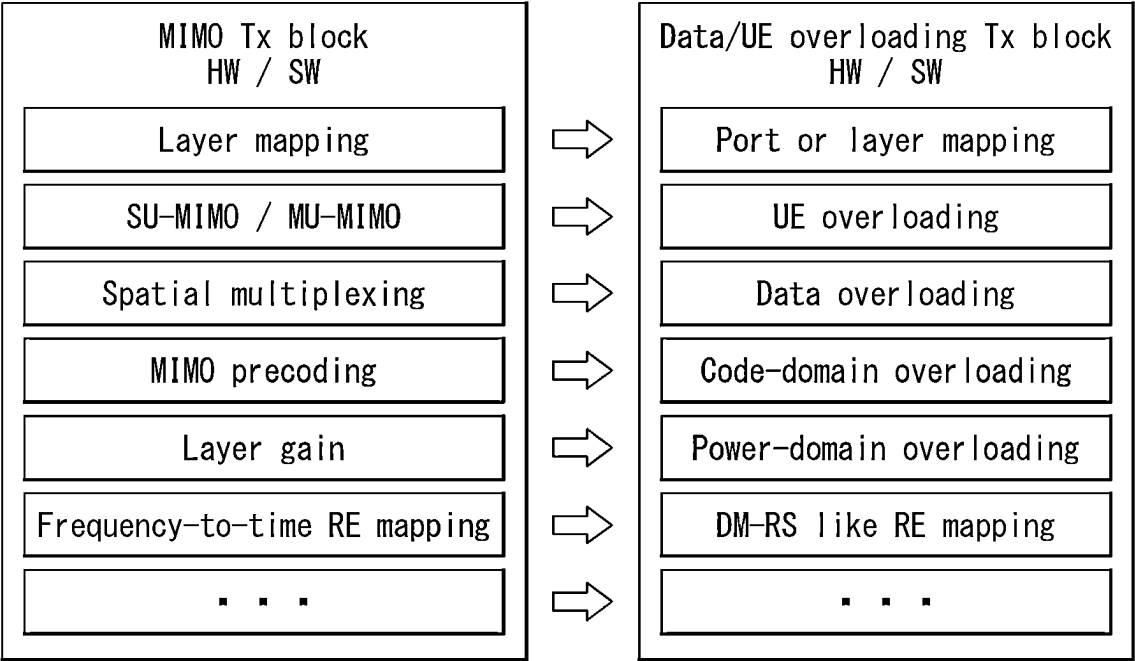 MIMO Tx block
HW / SW
Layer mapping
SU-MIMO / MU-MIMO
Spatial multiplexing
MIMO precoding
Layer gain
Frequency-to-time RE mapping
...
Data/UE overloading Tx block
HW / SW
Port or layer mapping
UE overloading
Data overloading
Code-domain overloading
Power-domain overloading
DM-RS like RE mapping
...